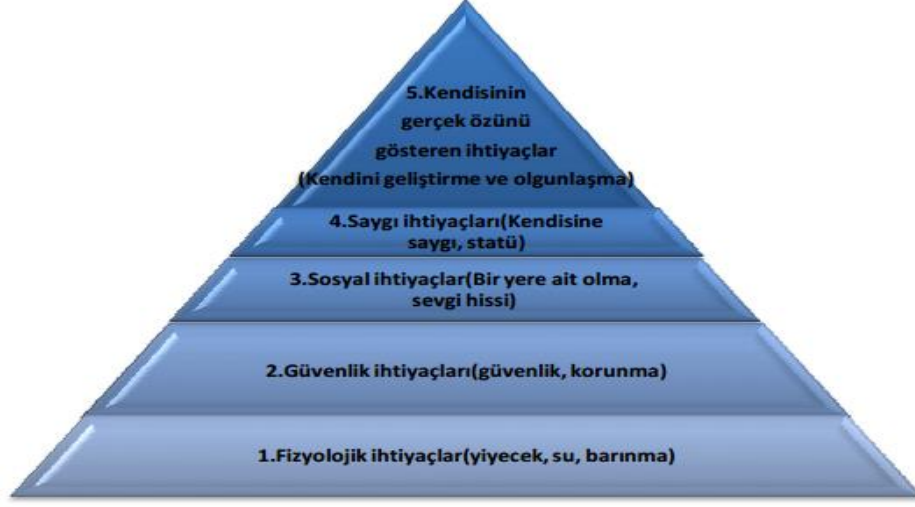 5.Kendisinin
gerçek özünü
gösteren ihtiyaçlar
(Kendini geliştirme ve olgunlaşma)
4.Saygı ihtiyaçları(Kendisine
saygı, statü)
3.Sosyal ihtiyaçlar(Bir yere ait olma,
sevgi hissi)
2.Güvenlik ihtiyaçları(güvenlik, korunma)
1.Fizyolojik ihtiyaçlar(yiyecek, su, barınma)